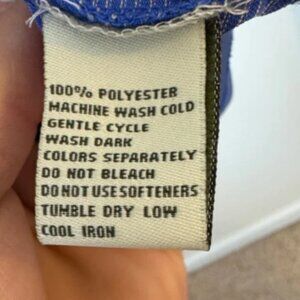 100% POLYESTER
MACHINE WASH COLD
GENTLE CYCLE
WASH DARK
COLORS SEPARATELY
DO NOT BLEACH
DO NOT USE SOFTENERS
TUMBLE DRY LOW
COOL IRON